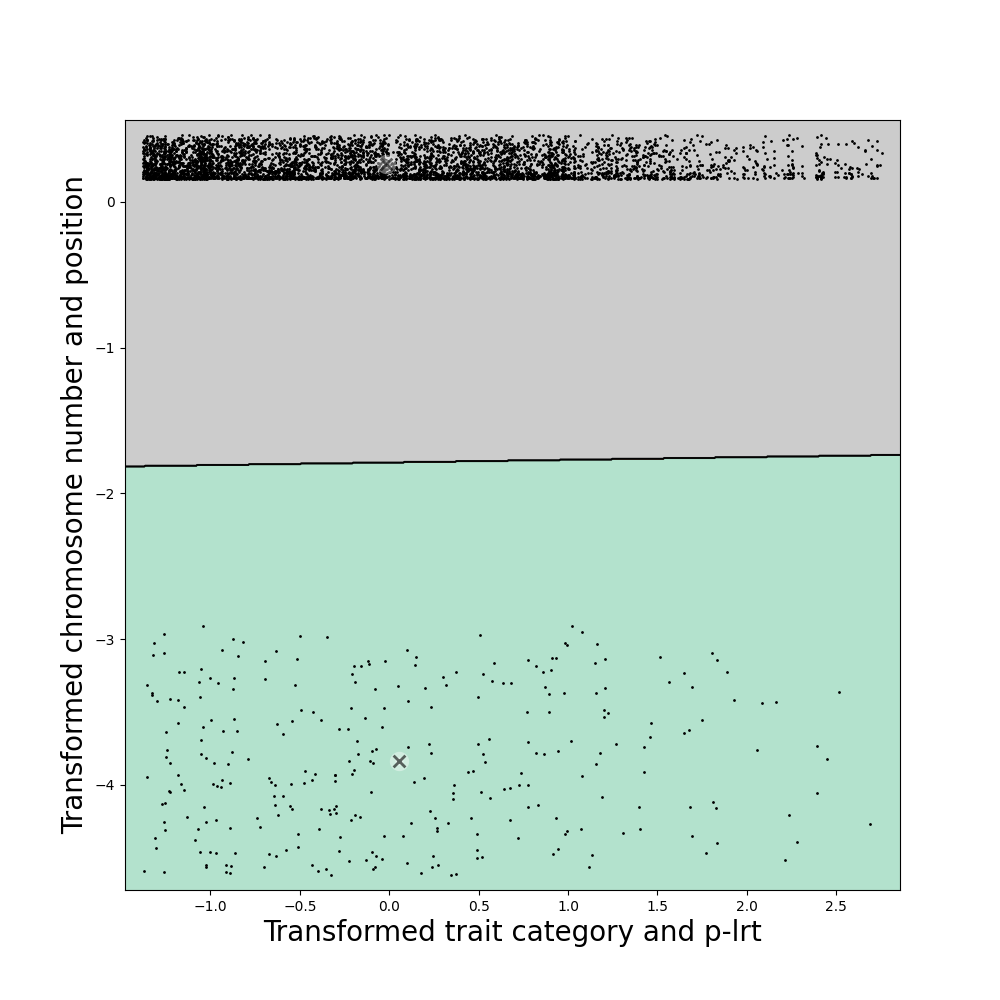 Transformed chromosome number and position
0
−1
−2
−3
−4
−1.0 −0.5 0.0 0.5 1.0 1.5 2.0 2.5
Transformed trait category and p-lrt